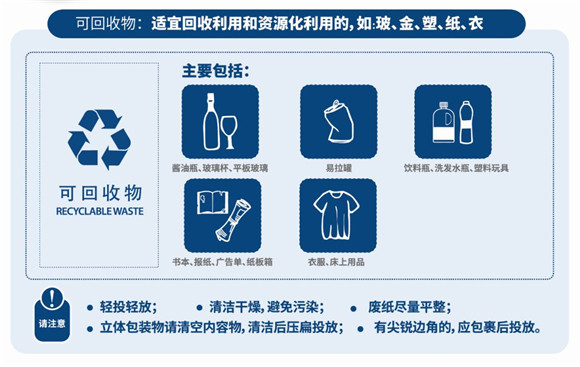 可回收物：适宜回收利用和资源化利用的，如:玻、金、塑、纸、衣
主要包括：
可回收物
RECYCLABLE WASTE
酱油瓶、玻璃杯、平板玻璃
易拉罐
饮料瓶、洗发水瓶、塑料玩具
书本、报纸、广告单、纸板箱
衣服、床上用品
请注意
• 轻投轻放； • 清洁干燥，避免污染； • 废纸尽量平整；
• 立体包装物请清空内容物，清洁后压扁投放； • 有尖锐边角的，应包裹后投放。